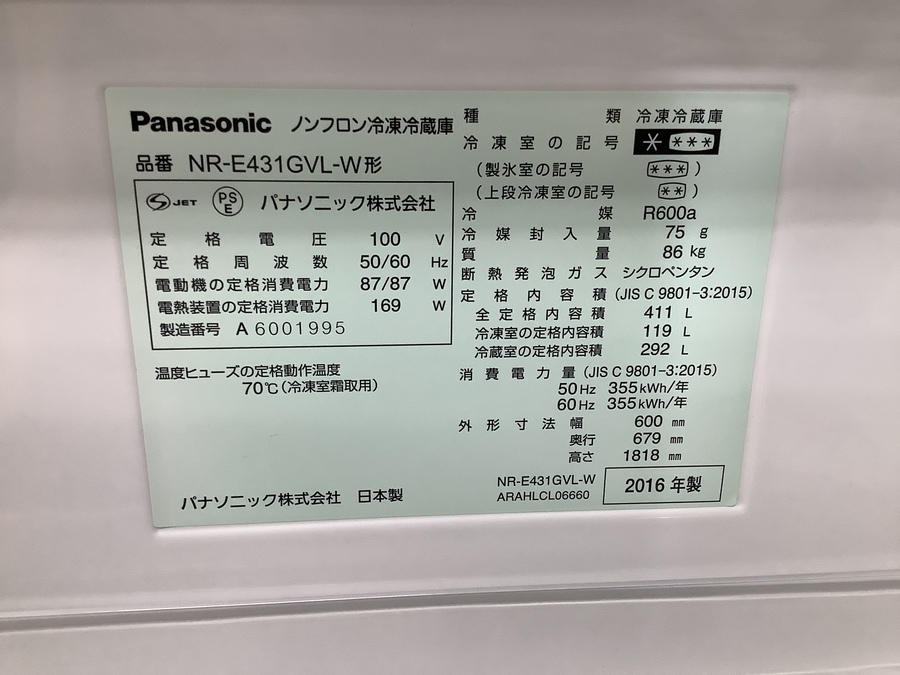 Panasonic ノンフロン冷凍冷蔵庫
品番 NR-E431GVL-W形
JET PSE パナソニック株式会社
定格電圧 100 V
定格周波数 50/60 Hz
電動機の定格消費電力 87/87 W
電熱装置の定格消費電力 169 W
製造番号 A 6001995
温度ヒューズの定格動作温度
70℃(冷凍室霜取用)
パナソニック株式会社 日本製
種類 冷凍冷蔵庫
冷凍室の記号 * ***
(製氷室の記号 *** )
(上段冷凍室の記号 ** )
冷媒 R600a
冷媒封入量 75 g
質量 86 kg
断熱発泡ガス シクロペンタン
定格内容積 (JIS C 9801-3:2015)
全定格内容積 411 L
冷凍室の定格内容積 119 L
冷蔵室の定格内容積 292 L
消費電力量 (JIS C 9801-3:2015)
50Hz 355kWh/年
60Hz 355kWh/年
外形寸法幅 600 mm
奥行 679 mm
高さ 1818 mm
NR-E431GVL-W
ARAHLCL06660
2016年製